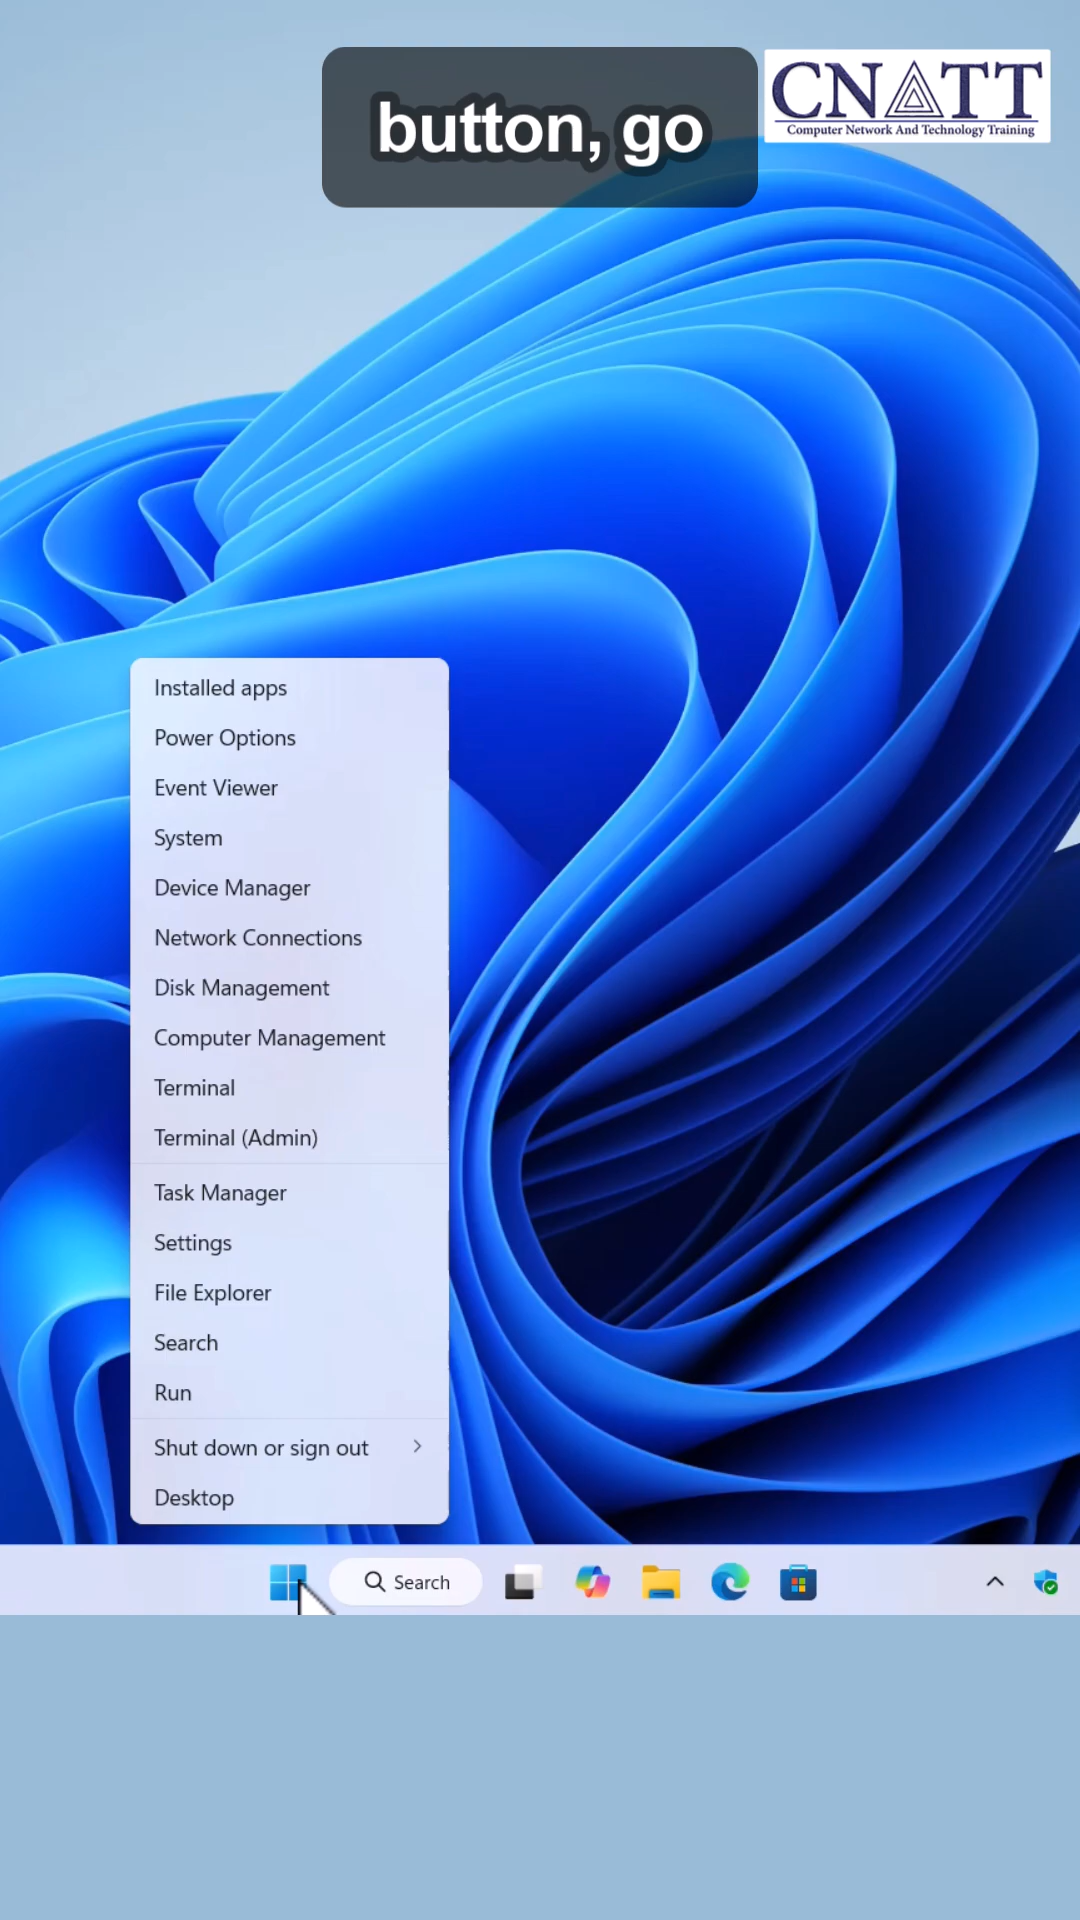 button, go
CNATT
Computer Network And Technology Training
Installed apps
Power Options
Event Viewer
System
Device Manager
Network Connections
Disk Management
Computer Management
Terminal
Terminal (Admin)
Task Manager
Settings
File Explorer
Search
Run
Shut down or sign out
Desktop
Search